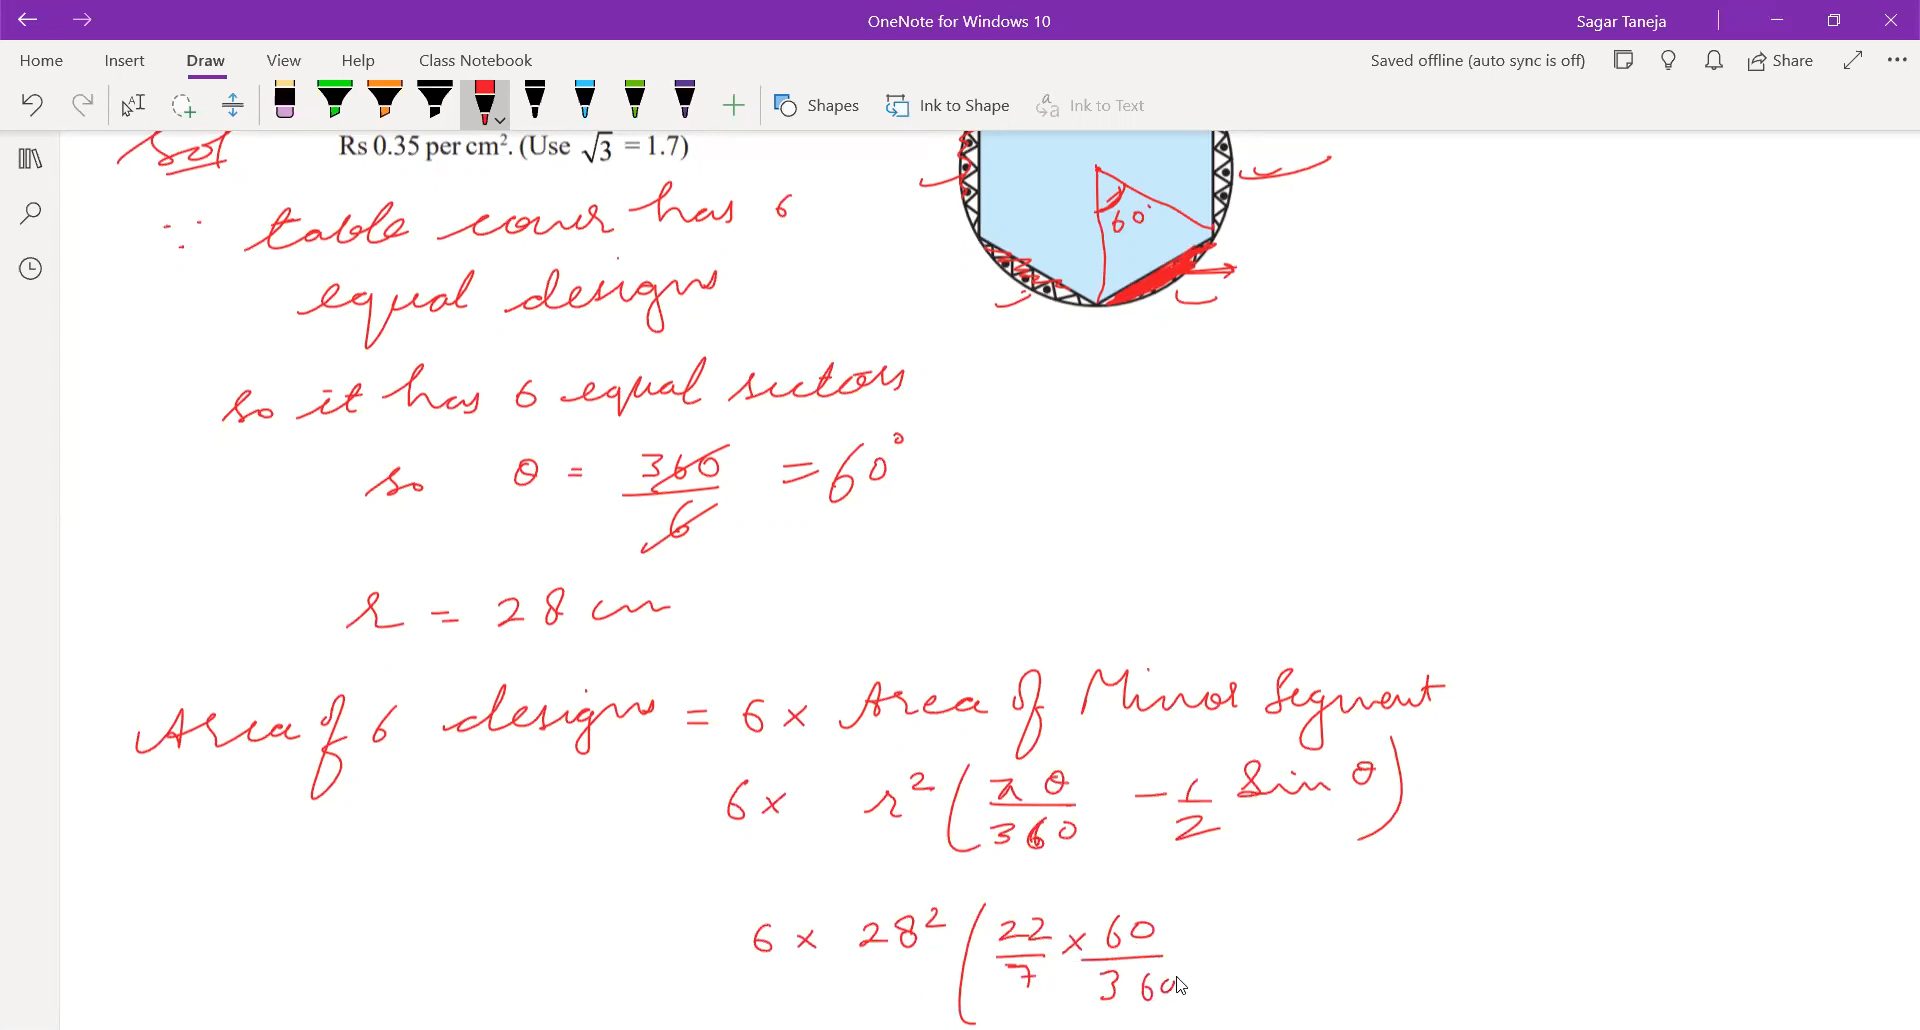 OneNote for Windows 10
Sagar Taneja
Home Insert Draw View Help Class Notebook
Saved offline (auto sync is off) Share
Shapes Ink to Shape Ink to Text
Sol
Rs 0.35 per cm². (Use √3 = 1.7)
60°
∵ table cover has 6
equal designs
so it has 6 equal sectors
so θ = 360/6 = 60°
r = 28 cm
Area of 6 designs = 6 × Area of Minor Segment
6 × r² (πθ/360 - 1/2 Sin θ)
6 × 28² (22/7 × 60/360